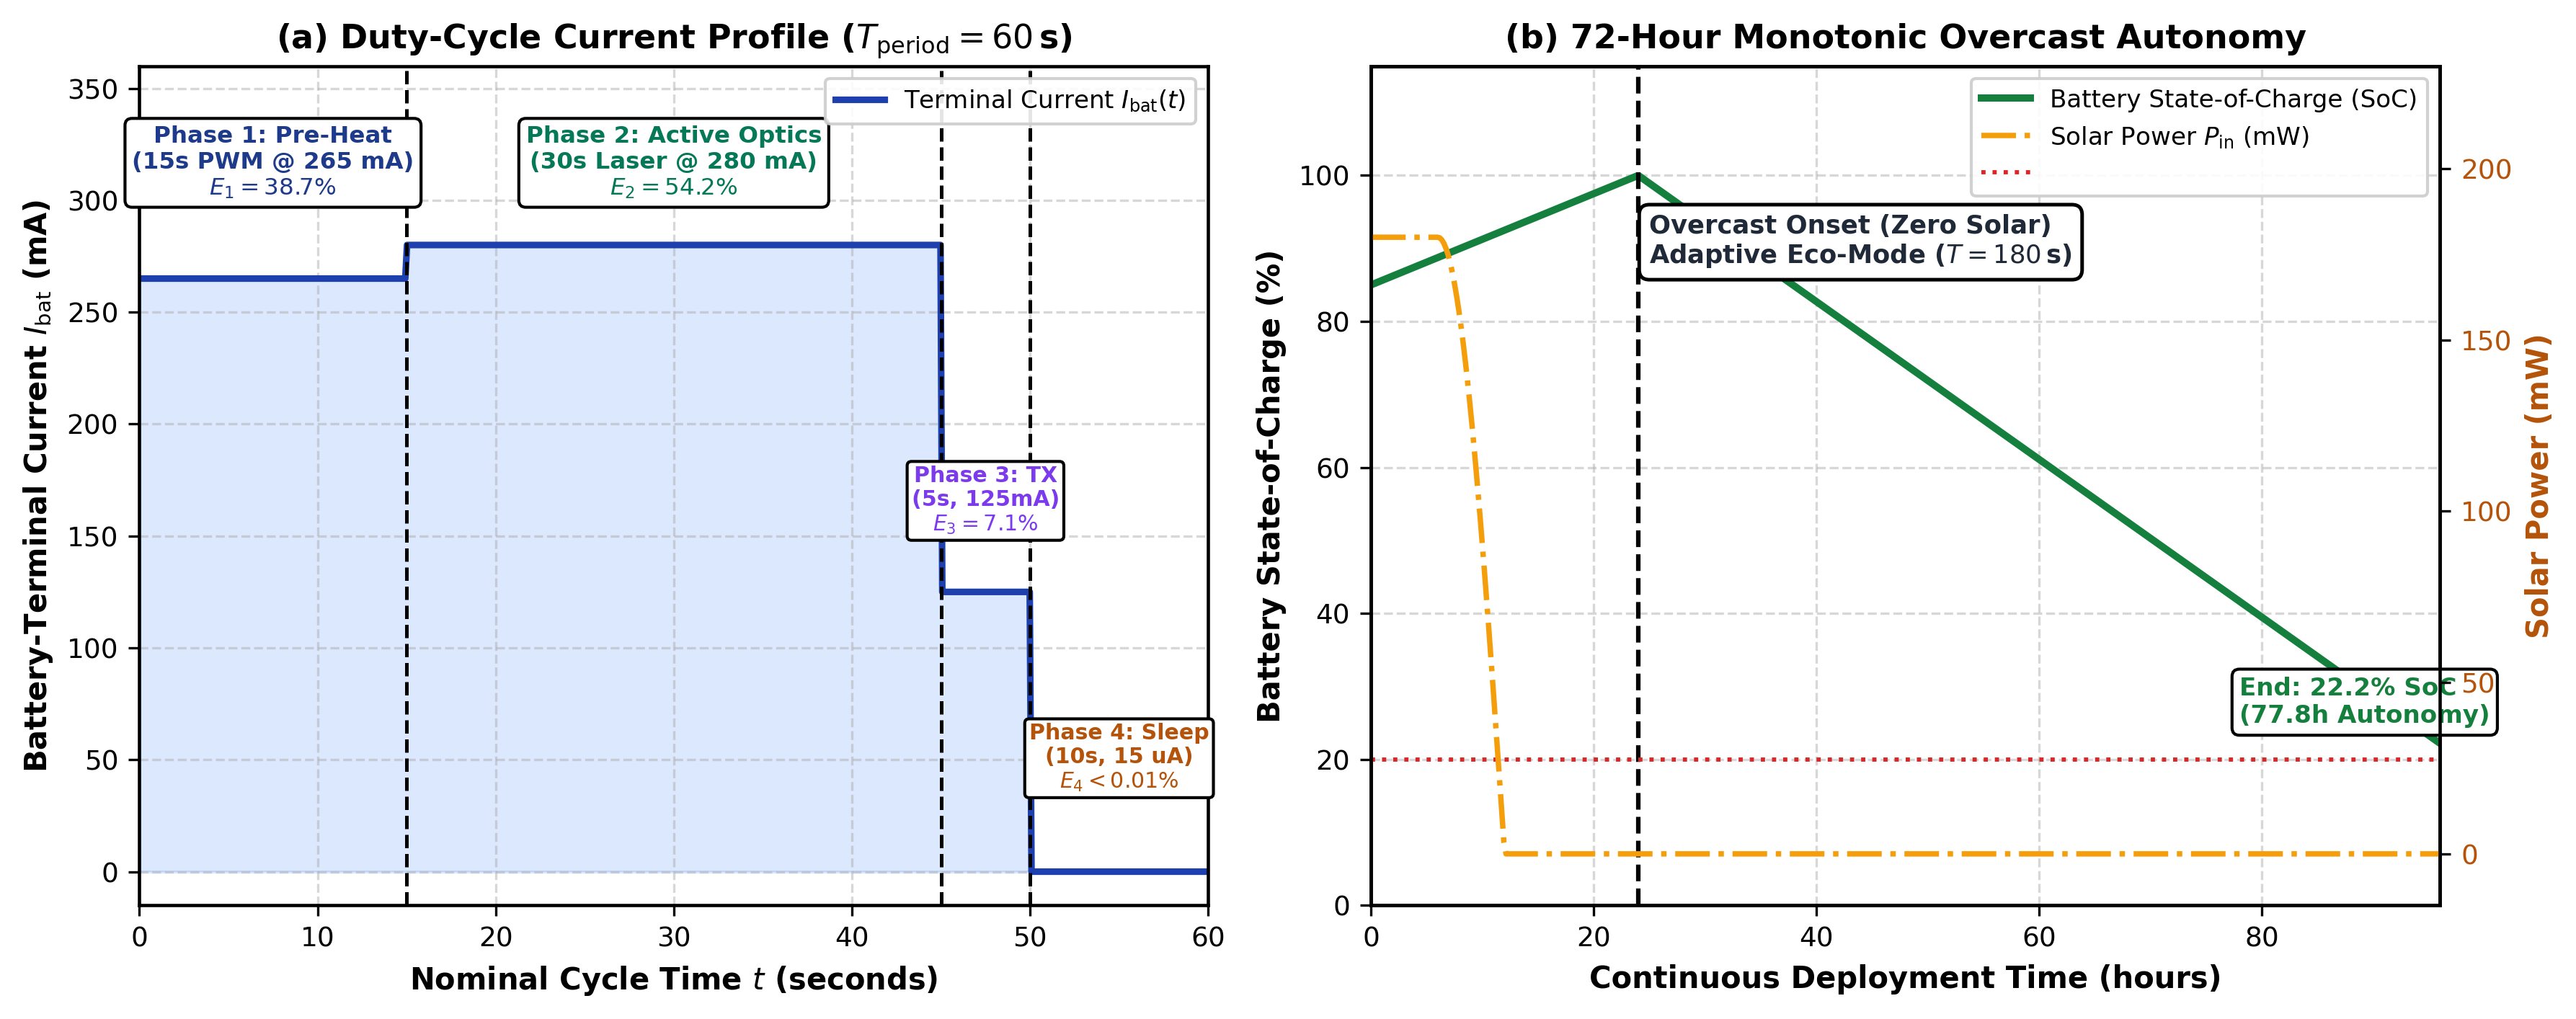 (a) Duty-Cycle Current Profile (T_period = 60 s)
Battery-Terminal Current I_bat (mA)
350
300
250
200
150
100
50
0
Terminal Current I_bat(t)
Phase 1: Pre-Heat
(15s PWM @ 265 mA)
E_1 = 38.7%
Phase 2: Active Optics
(30s Laser @ 280 mA)
E_2 = 54.2%
Phase 3: TX
(5s, 125mA)
E_3 = 7.1%
Phase 4: Sleep
(10s, 15 uA)
E_4 < 0.01%
0
10
20
30
40
50
60
Nominal Cycle Time t (seconds)
(b) 72-Hour Monotonic Overcast Autonomy
Battery State-of-Charge (%)
100
80
60
40
20
0
Battery State-of-Charge (SoC)
Solar Power P_in (mW)
Overcast Onset (Zero Solar)
Adaptive Eco-Mode (T = 180 s)
End: 22.2% SoC
(77.8h Autonomy)
200
150
100
50
0
Solar Power (mW)
0
20
40
60
80
Continuous Deployment Time (hours)